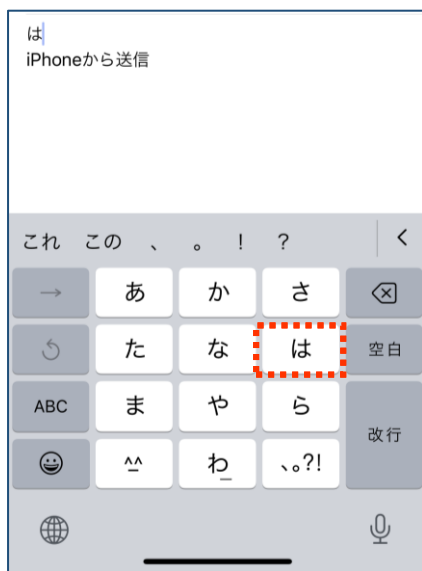 は
iPhoneから送信
これ この 、 。 ! ?
→ あ か さ
た な は 空白
ABC ま や ら
改行
^^ わ_ 、。?!